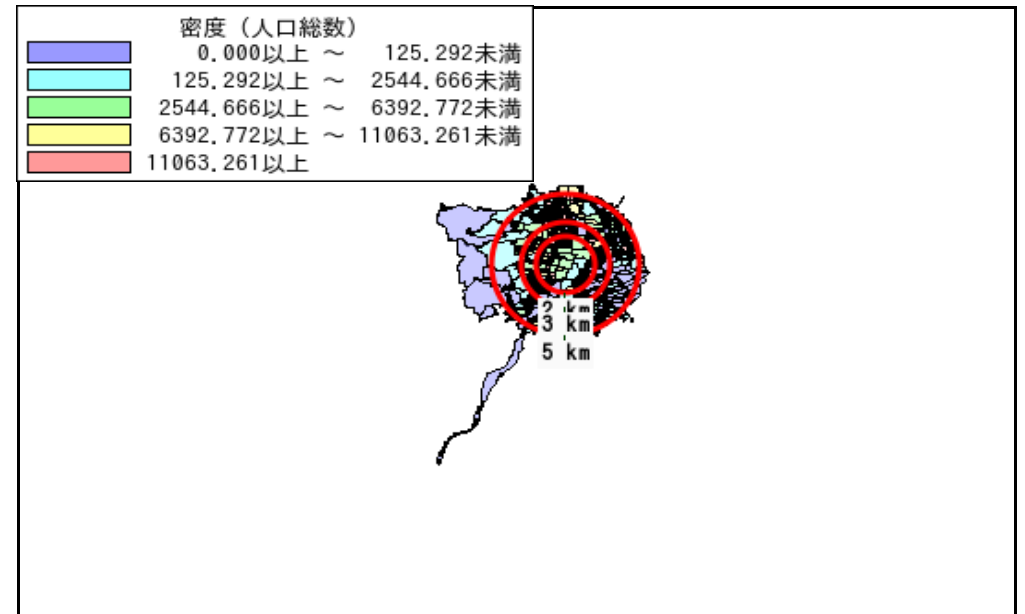 密度（人口総数）
0.000以上 ～ 125.292未満
125.292以上 ～ 2544.666未満
2544.666以上 ～ 6392.772未満
6392.772以上 ～ 11063.261未満
11063.261以上
2 km
3 km
5 km